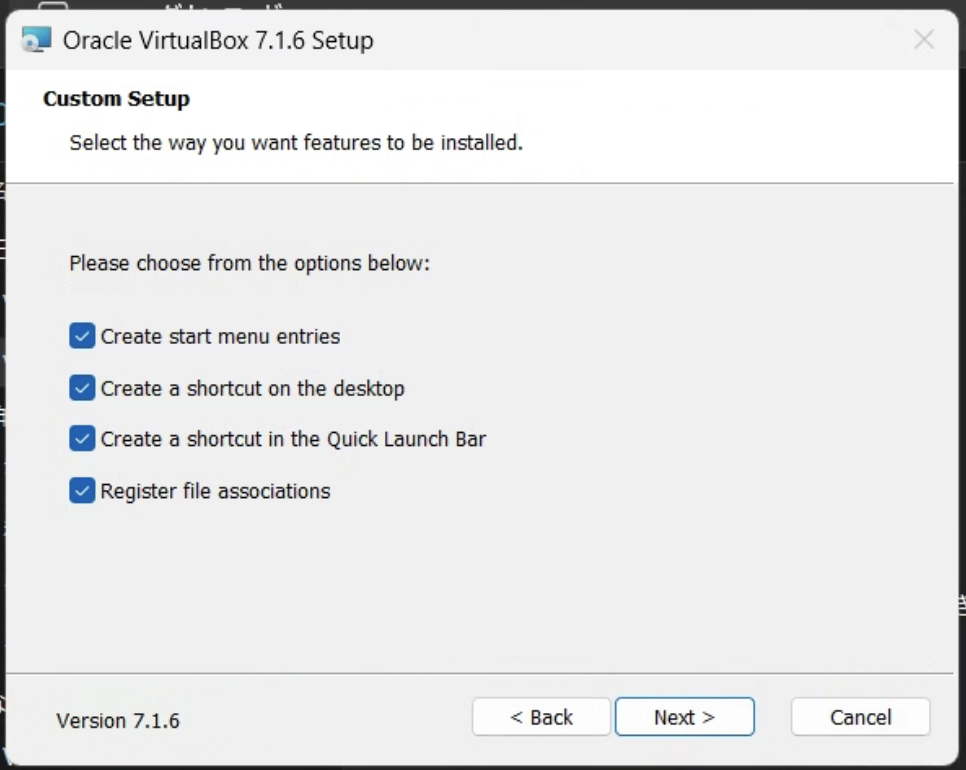 Oracle VirtualBox 7.1.6 Setup
Custom Setup
Select the way you want features to be installed.
Please choose from the options below:
Create start menu entries
Create a shortcut on the desktop
Create a shortcut in the Quick Launch Bar
Register file associations
Version 7.1.6
< Back
Next >
Cancel